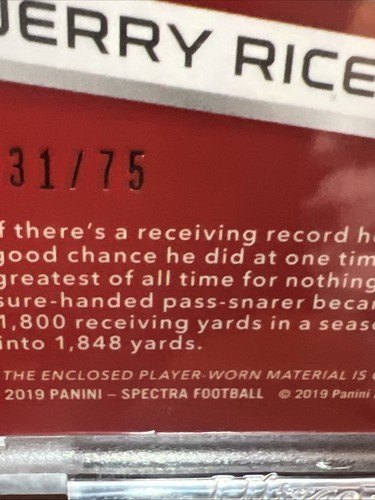 JERRY RICE
31/75
f there's a receiving record h
good chance he did at one tim
greatest of all time for nothing
sure-handed pass-snarer beca
1,800 receiving yards in a seas
into 1,848 yards.
THE ENCLOSED PLAYER-WORN MATERIAL IS
2019 PANINI – SPECTRA FOOTBALL © 2019 Panini